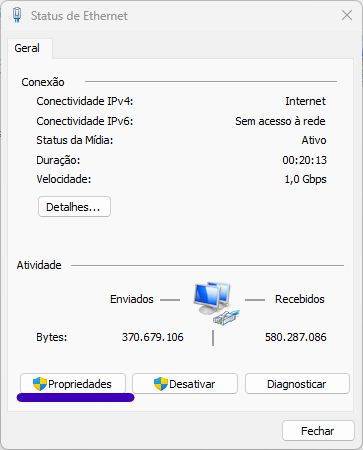 Status de Ethernet
Geral
Conexão
Conectividade IPv4: Internet
Conectividade IPv6: Sem acesso à rede
Status da Mídia: Ativo
Duração: 00:20:13
Velocidade: 1,0 Gbps
Detalhes...
Atividade
Enviados Recebidos
Bytes: 370.679.106 580.287.086
Propriedades Desativar Diagnosticar
Fechar